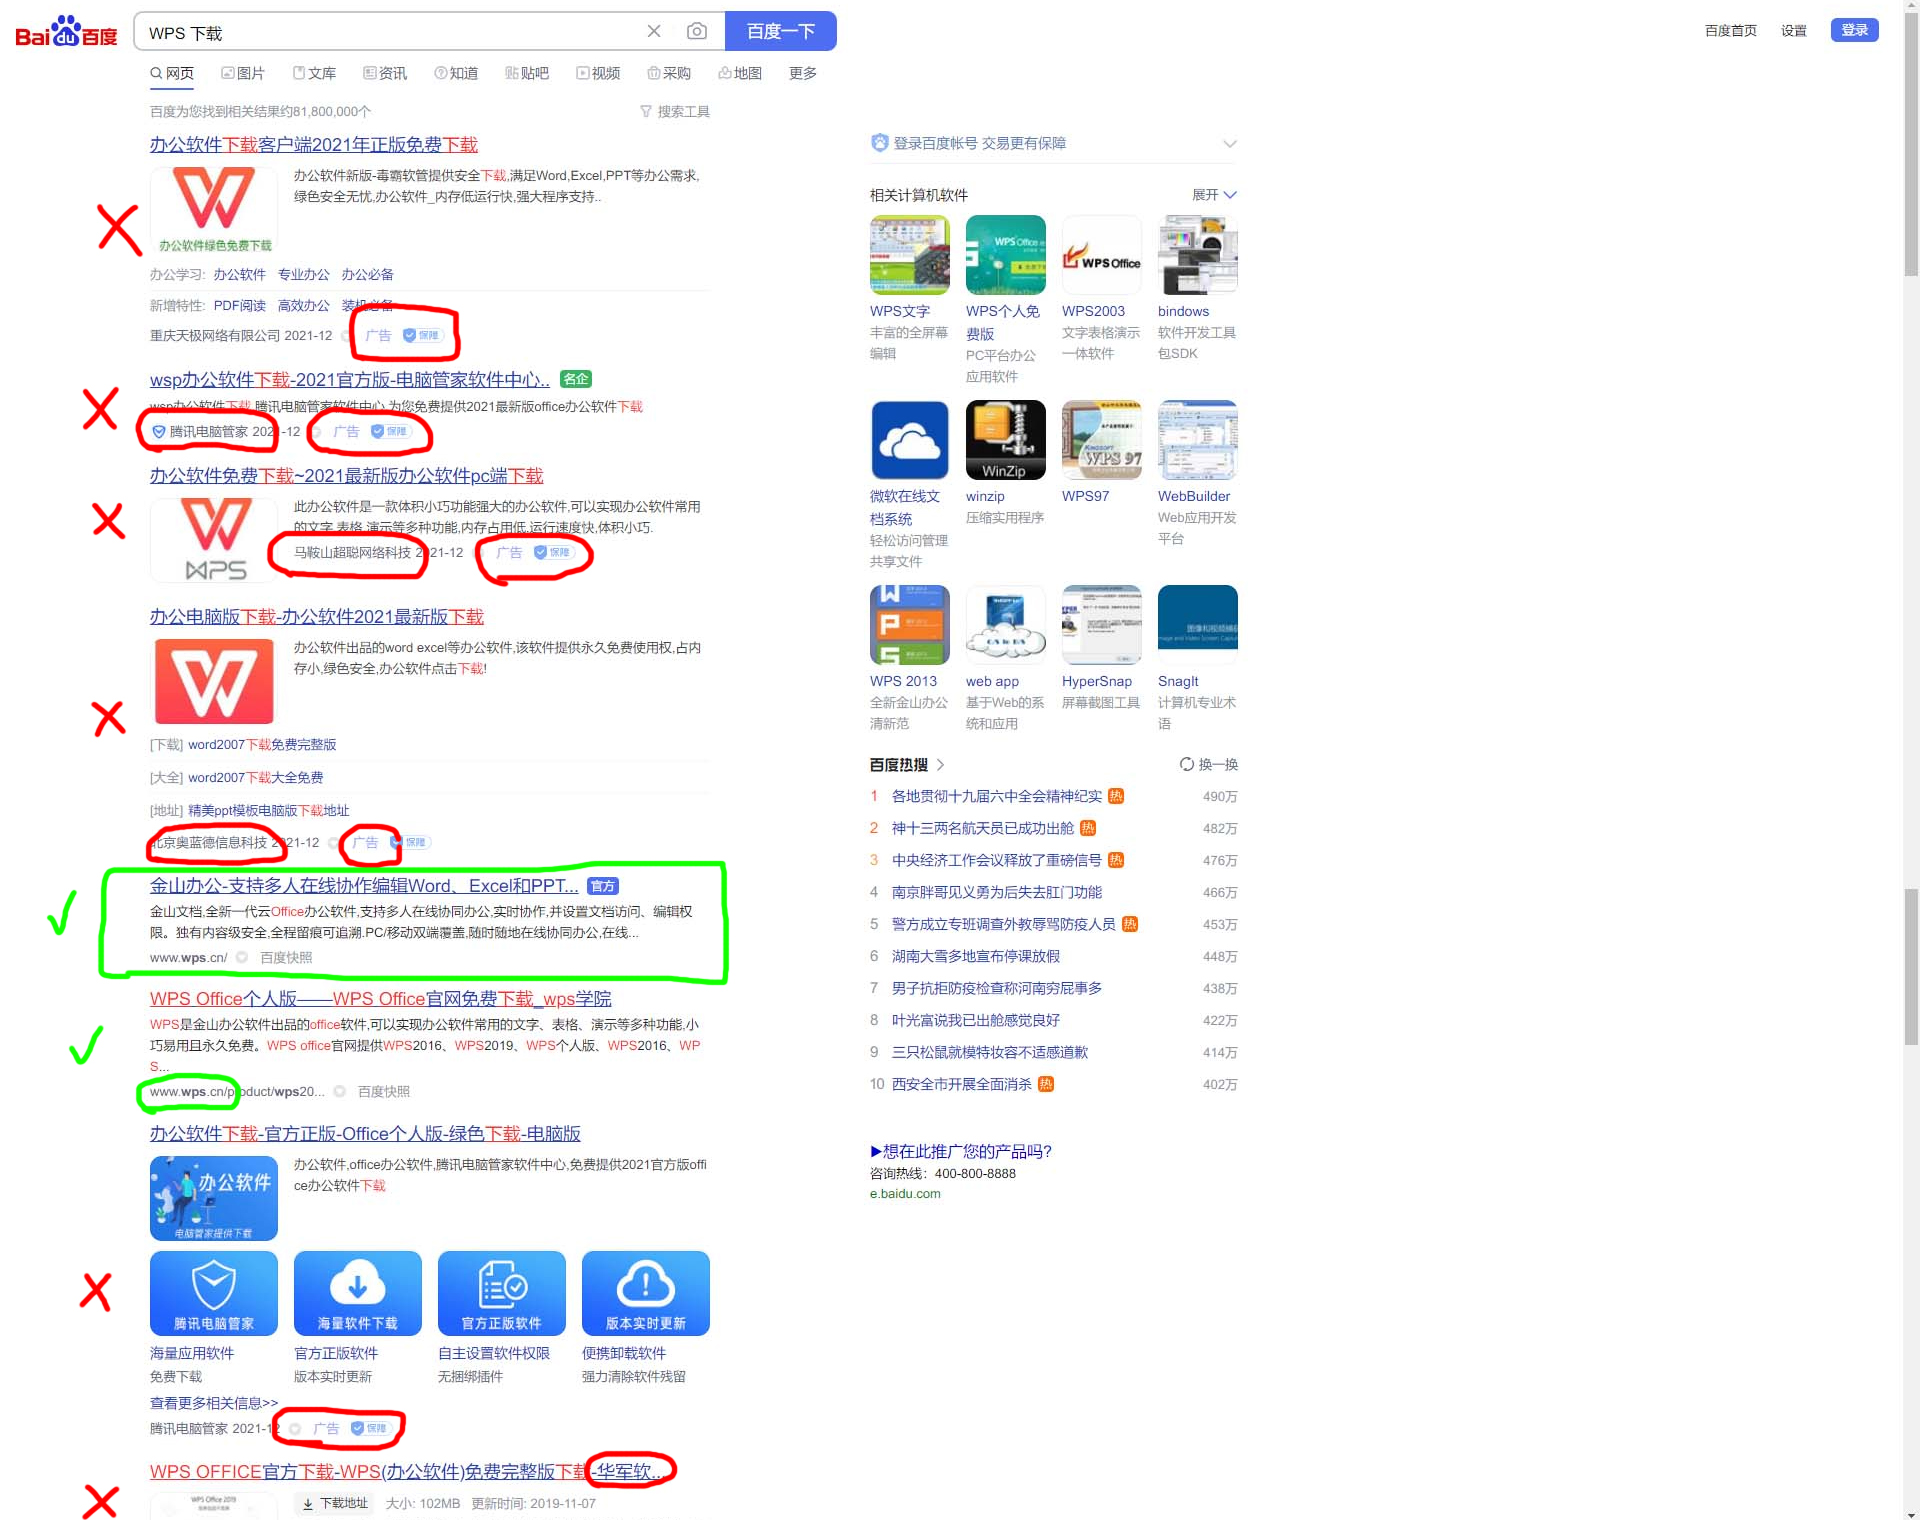 Bai du 百度
WPS 下载
百度一下
百度首页 设置 登录
网页 图片 文库 资讯 知道 贴吧 视频 采购 地图 更多
百度为您找到相关结果约81,800,000个
搜索工具
办公软件下载客户端2021年正版免费下载
办公软件新版-毒霸软管提供安全下载,满足Word,Excel,PPT等办公需求,
绿色安全无忧,办公软件_内存低运行快,强大程序支持..
办公软件绿色免费下载
办公学习: 办公软件 专业办公 办公必备
新增特性: PDF阅读 高效办公 装机必备
重庆天极网络有限公司 2021-12 广告 保障
wsp办公软件下载-2021官方版-电脑管家软件中心.. 名企
wsp办公软件下载,腾讯电脑管家软件中心,为您免费提供2021最新版office办公软件下载
腾讯电脑管家 2021-12 广告 保障
办公软件免费下载~2021最新版办公软件pc端下载
此办公软件是一款体积小巧功能强大的办公软件,可以实现办公软件常用
的文字,表格,演示等多种功能,内存占用低,运行速度快,体积小巧.
WPS
马鞍山超聪网络科技 2021-12 广告 保障
办公电脑版下载-办公软件2021最新版下载
办公软件出品的word excel等办公软件,该软件提供永久免费使用权,占内
存小,绿色安全,办公软件点击下载!
[下载] word2007下载免费完整版
[大全] word2007下载大全免费
[地址] 精美ppt模板电脑版下载地址
北京奥蓝德信息科技 2021-12 广告 保障
金山办公-支持多人在线协作编辑Word、Excel和PPT... 官方
金山文档,全新一代云Office办公软件,支持多人在线协同办公,实时协作,并设置文档访问、编辑权
限。独有内容级安全,全程留痕可追溯.PC/移动双端覆盖,随时随地在线协同办公,在线...
www.wps.cn/ 百度快照
WPS Office个人版——WPS Office官网免费下载_wps学院
WPS是金山办公软件出品的office软件,可以实现办公软件常用的文字、表格、演示等多种功能,小
巧易用且永久免费。WPS office官网提供WPS2016、WPS2019、WPS个人版、WPS2016、WP
S...
www.wps.cn/product/wps20... 百度快照
办公软件下载-官方正版-Office个人版-绿色下载-电脑版
办公软件,office办公软件,腾讯电脑管家软件中心,免费提供2021官方版offi
ce办公软件下载
办公软件
电脑管家提供下载
腾讯电脑管家 海量软件下载 官方正版软件 版本实时更新
海量应用软件 官方正版软件 自主设置软件权限 便携卸载软件
免费下载 版本实时更新 无捆绑插件 强力清除软件残留
查看更多相关信息>>
腾讯电脑管家 2021-12 广告 保障
WPS OFFICE官方下载-WPS(办公软件)免费完整版下载-华军软...
WPS Office 2019
下载地址 大小: 102MB 更新时间: 2019-11-07
登录百度帐号 交易更有保障
相关计算机软件 展开
WPS Office
WPS Office
WPS文字 WPS个人免 WPS2003 bindows
费版
丰富的全屏幕 文字表格演示 软件开发工具
编辑 PC平台办公 一体软件 包SDK
应用软件
WinZip
KINGSOFT
WPS 97
微软在线文 winzip WPS97 WebBuilder
档系统 压缩实用程序 Web应用开发
轻松访问管理 平台
共享文件
W
P
S
HYPER
图像和视频捕获
WPS 2013 web app HyperSnap SnagIt
全新金山办公 基于Web的系 屏幕截图工具 计算机专业术
清新范 统和应用 语
百度热搜 换一换
1 各地贯彻十九届六中全会精神纪实 热 490万
2 神十三两名航天员已成功出舱 热 482万
3 中央经济工作会议释放了重磅信号 热 476万
4 南京胖哥见义勇为后失去肛门功能 466万
5 警方成立专班调查外教辱骂防疫人员 热 453万
6 湖南大雪多地宣布停课放假 448万
7 男子抗拒防疫检查称河南穷屁事多 438万
8 叶光富说我已出舱感觉良好 422万
9 三只松鼠就模特妆容不适感道歉 414万
10 西安全市开展全面消杀 热 402万
▶想在此推广您的产品吗?
咨询热线：400-800-8888
e.baidu.com